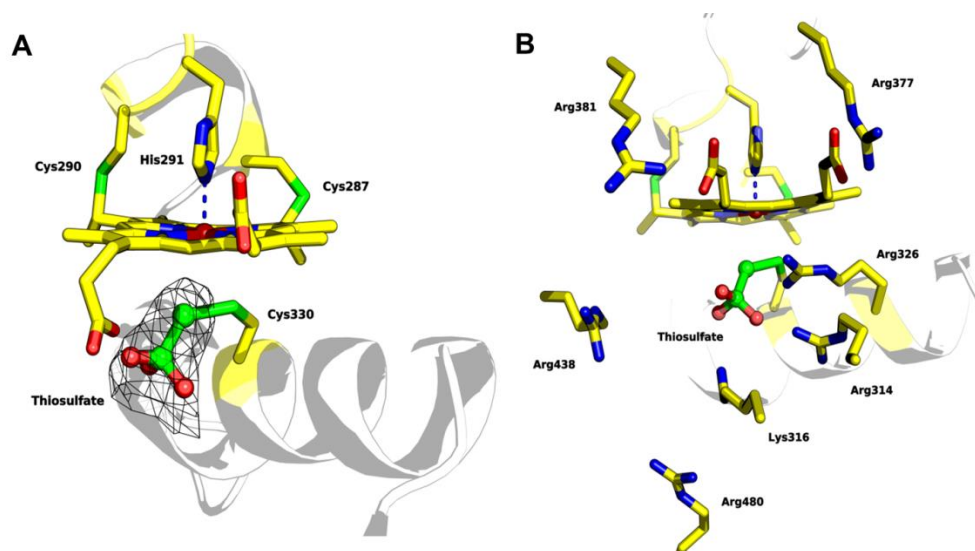 A
Cys290
His291
Cys287
Cys330
Thiosulfate
B
Arg381
Arg377
Arg326
Thiosulfate
Arg438
Arg314
Lys316
Arg480